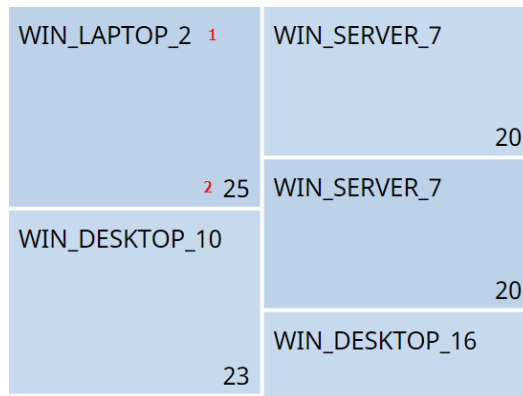 WIN_LAPTOP_2 1
2 25
WIN_DESKTOP_10
23
WIN_SERVER_7
20
WIN_SERVER_7
20
WIN_DESKTOP_16